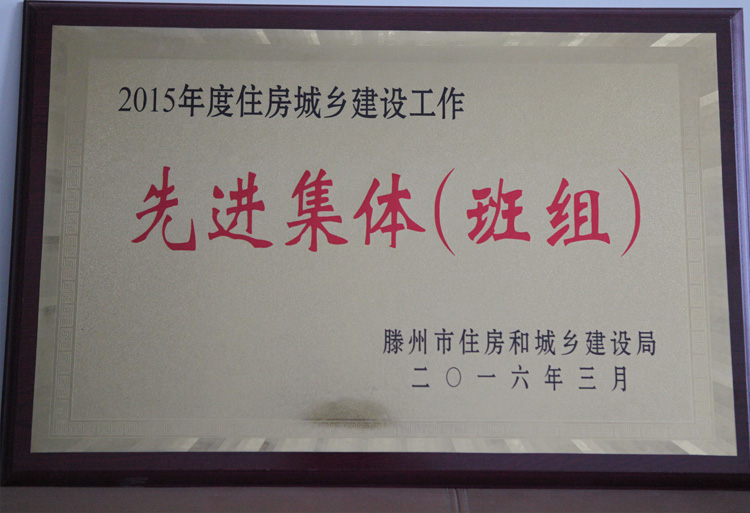 2015年度住房城乡建设工作
先进集体(班组)
滕州市住房和城乡建设局
二〇一六年三月